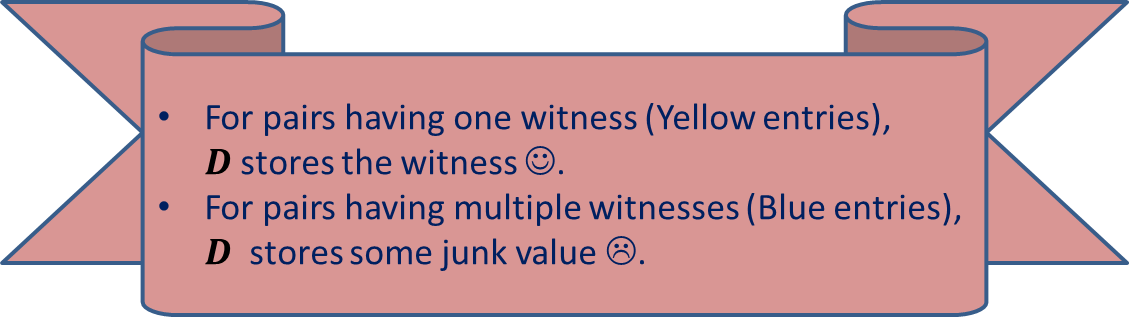 • For pairs having one witness (Yellow entries),
D stores the witness ☺.
• For pairs having multiple witnesses (Blue entries),
D stores some junk value ☹.